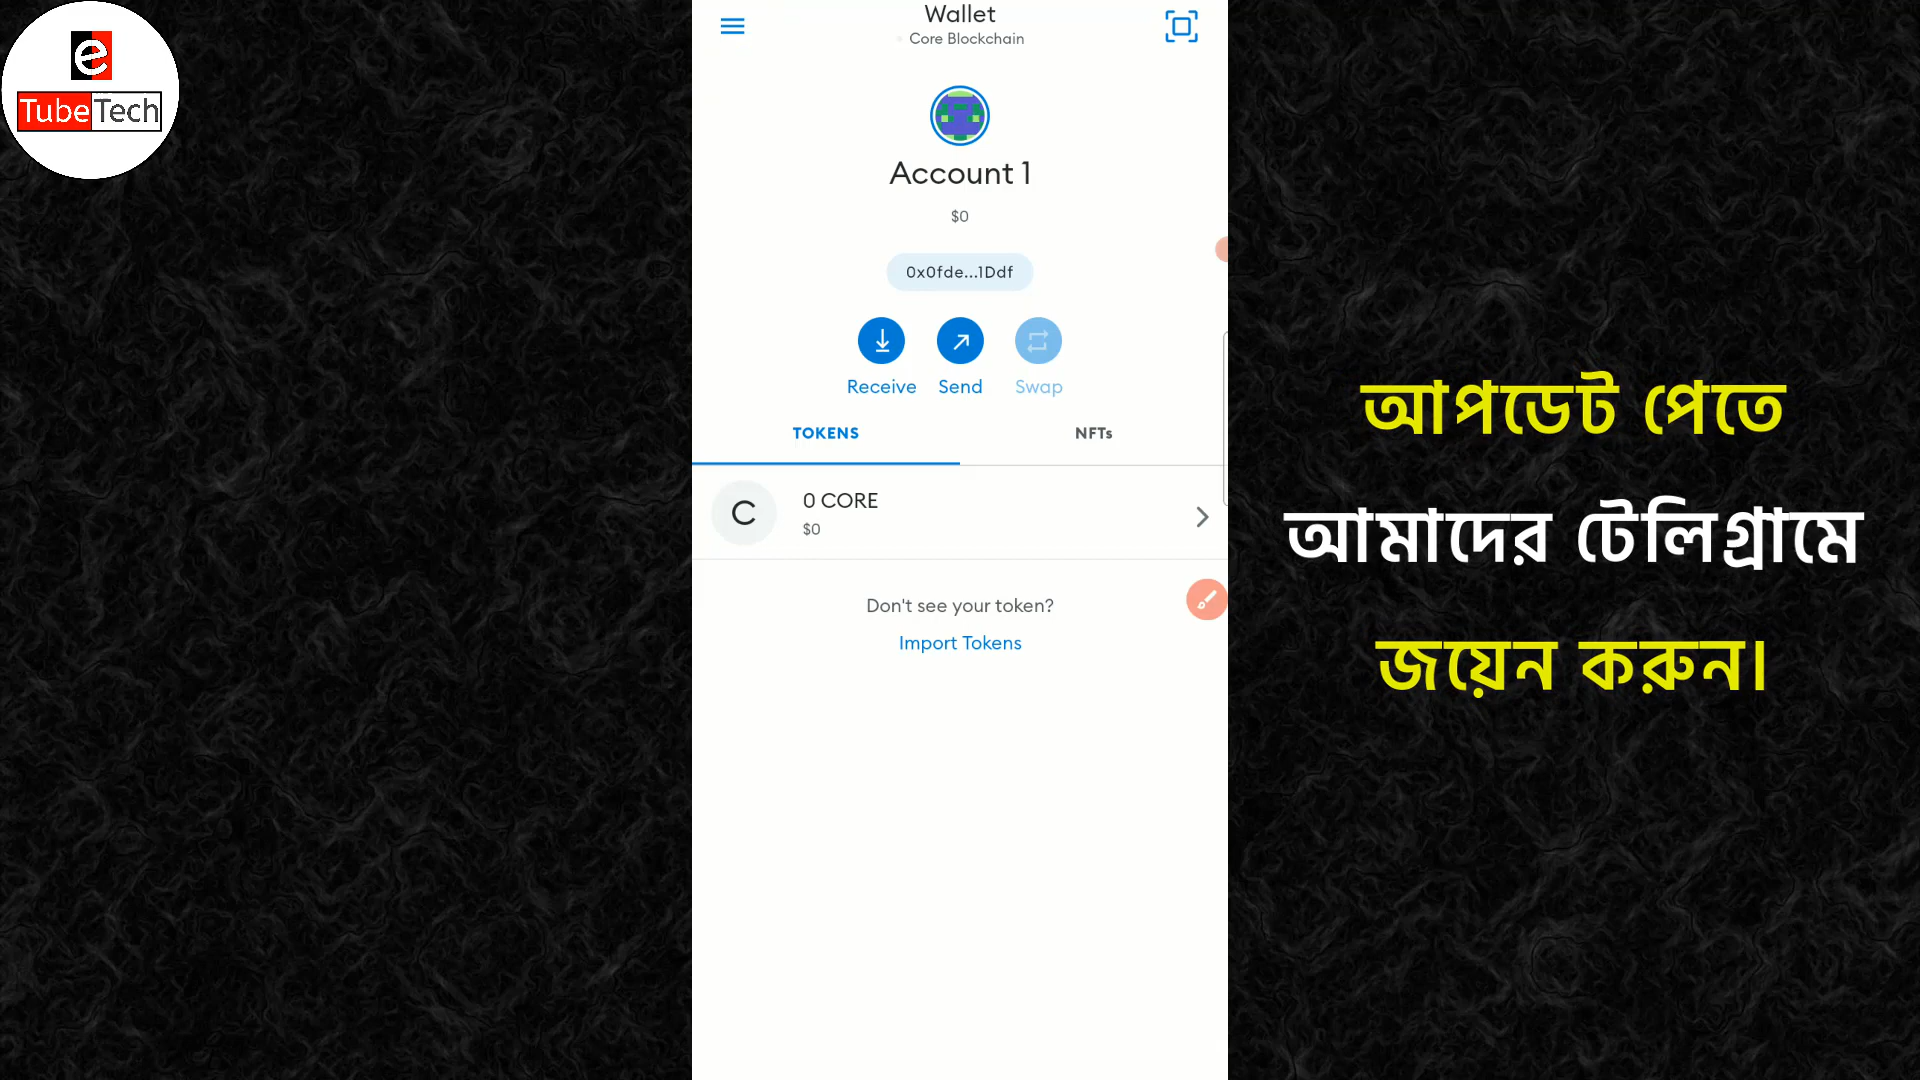 e
TubeTech
Wallet
Core Blockchain
Account 1
$0
0x0fde...1Ddf
Receive Send Swap
TOKENS NFTs
C
0 CORE
$0
Don't see your token?
Import Tokens
আপডেট পেতে
আমাদের টেলিগ্রামে
জয়েন করুন।